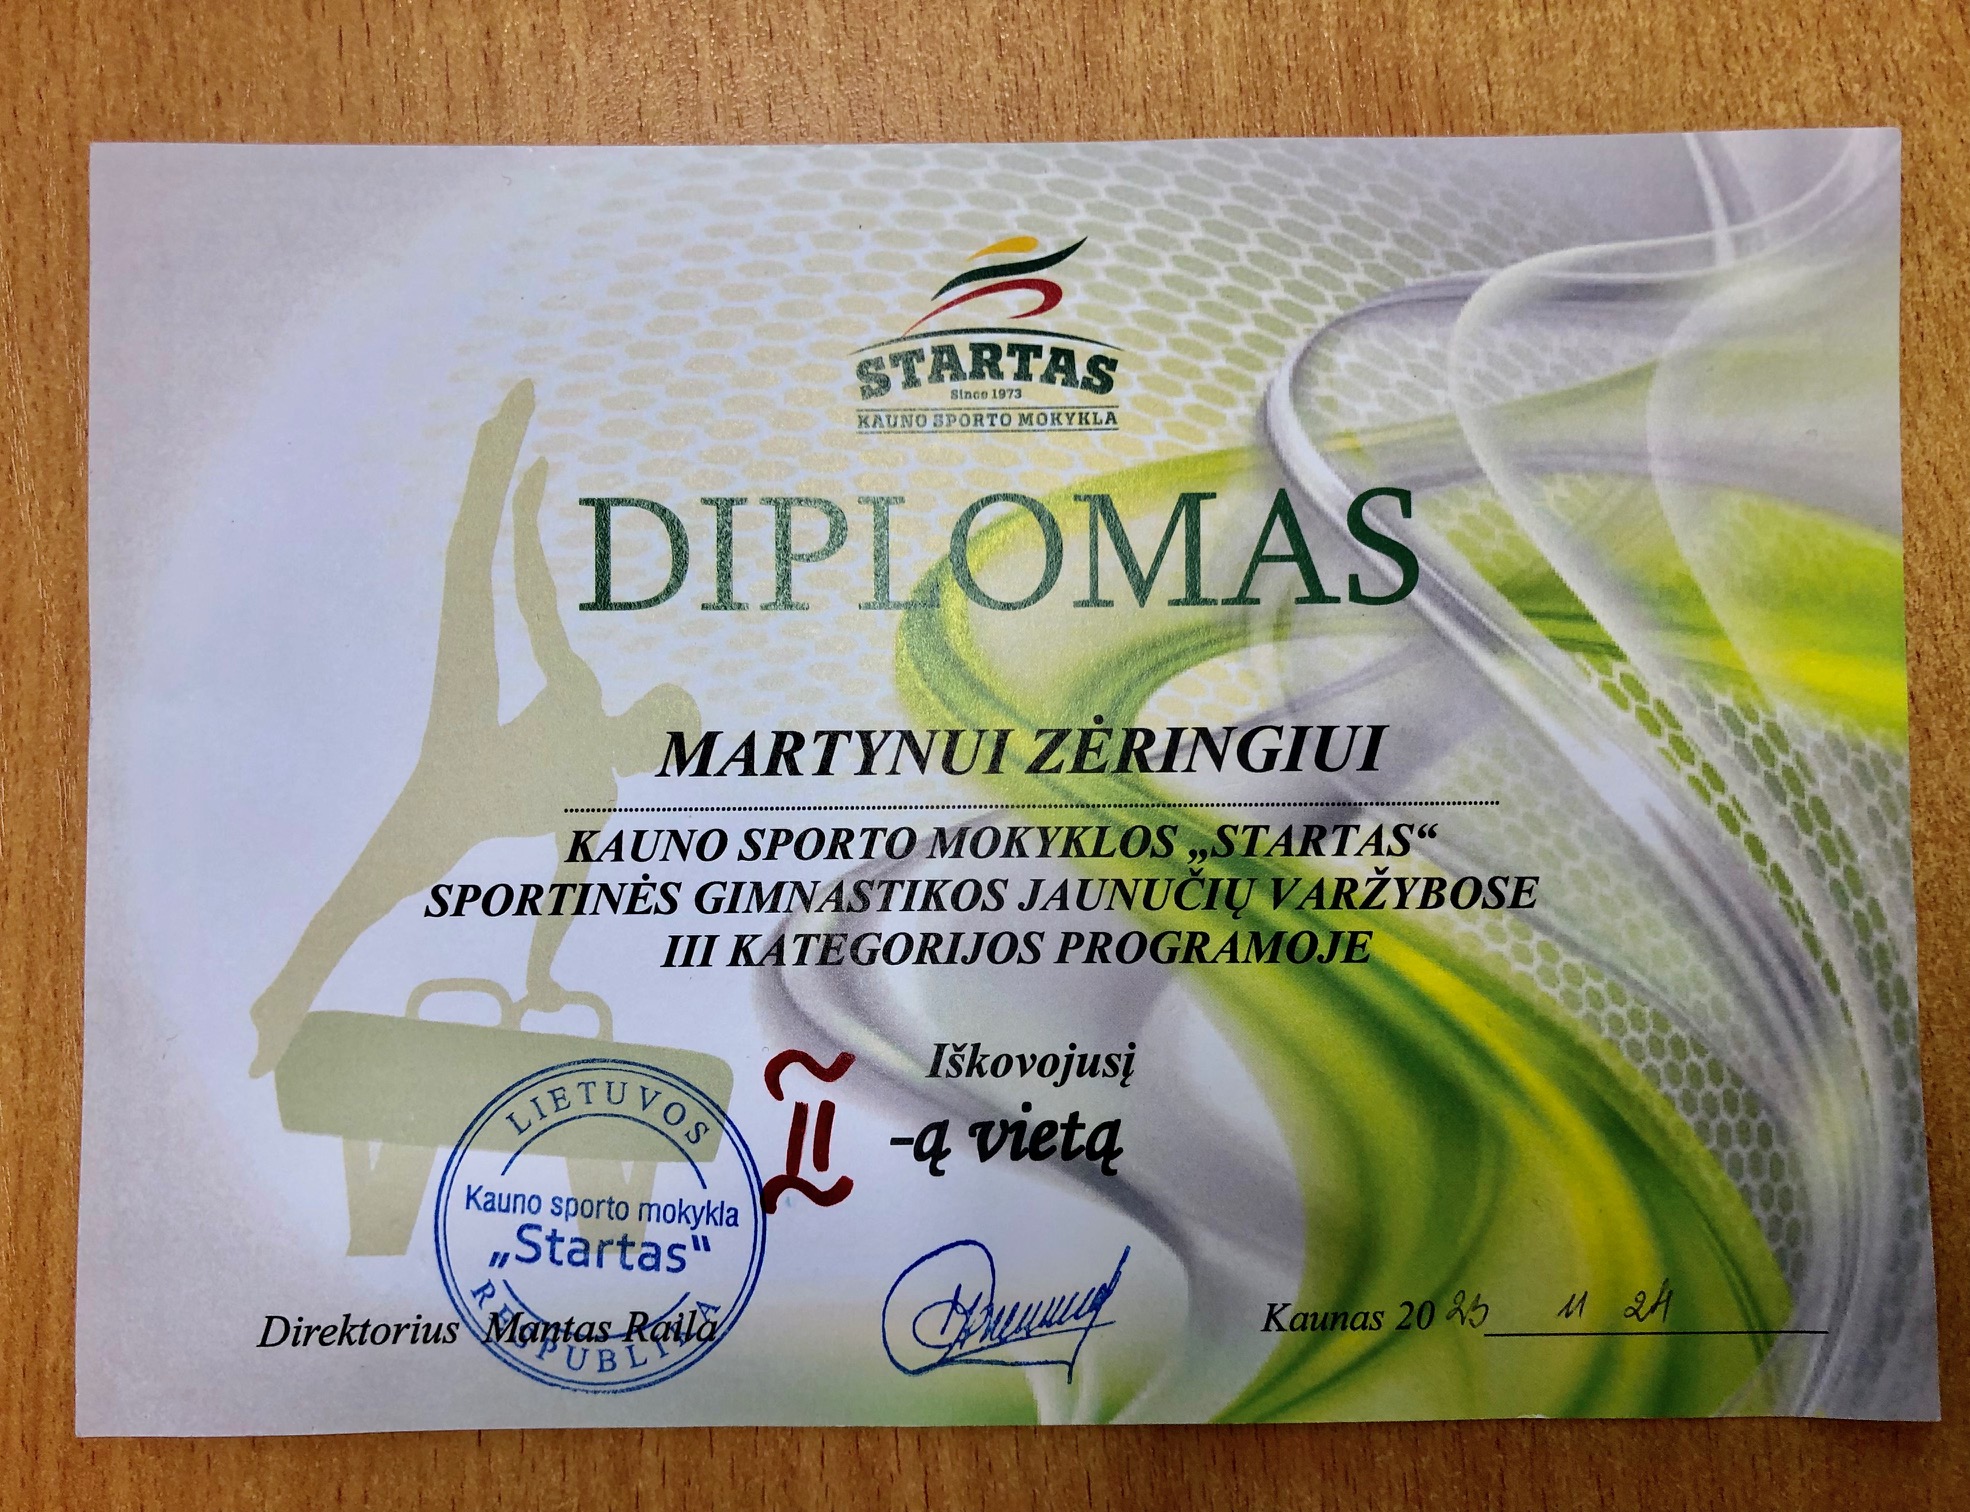 STARTAS
Since 1973
KAUNO SPORTO MOKYKLA
DIPLOMAS
MARTYNUI ZĖRINGIUI
KAUNO SPORTO MOKYKLOS „STARTAS“
SPORTINĖS GIMNASTIKOS JAUNUČIŲ VARŽYBOSE
III KATEGORIJOS PROGRAMOJE
Iškovojusį
II -ą vietą
LIETUVOS
Kauno sporto mokykla
„Startas"
RESPUBLIKA
Direktorius Mantas Raila
Kaunas 2023 11 24